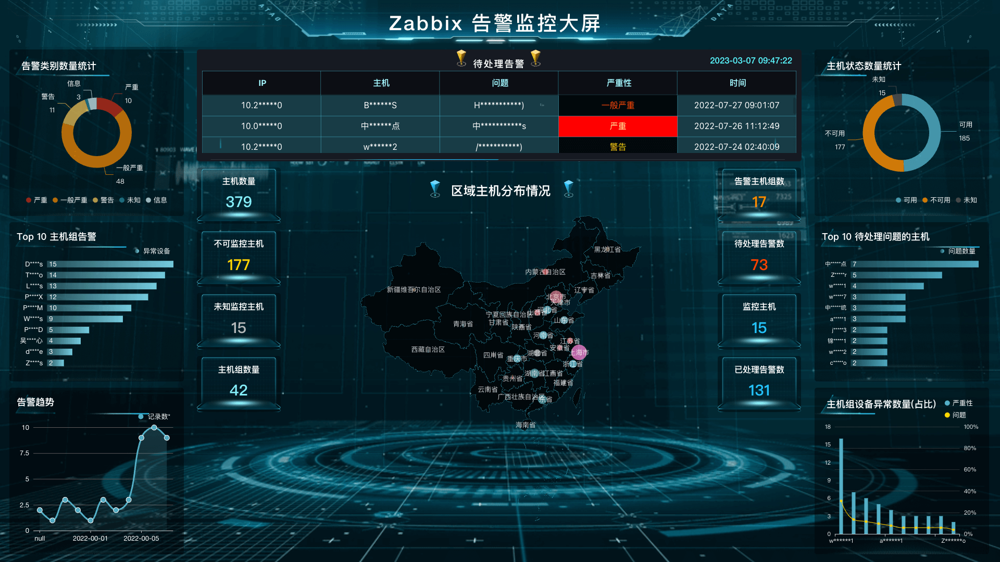 Zabbix 告警监控大屏
告警类别数量统计
信息
3
严重
10
警告
11
一般严重
48
严重 一般严重 警告 未知 信息
待处理告警
2023-03-07 09:47:22
IP 主机 问题 严重性 时间
10.2*****0 B******S H***********) 一般严重 2022-07-27 09:01:07
10.0*****0 中******点 中***********s 严重 2022-07-26 11:12:49
10.2*****0 w******2 /***********) 警告 2022-07-24 02:40:09
主机状态数量统计
未知
15
可用
185
不可用
177
可用 不可用 未知
主机数量
379
不可监控主机
177
未知监控主机
15
主机组数量
42
区域主机分布情况
黑龙江省
内蒙古自治区
吉林省
新疆维吾尔自治区
辽宁省
北京市
天津市
河北省
山西省
宁夏回族自治区
山东省
青海省
甘肃省
陕西省
河南省
江苏省
安徽省
西藏自治区
上海市
四川省
湖北省
重庆市
浙江省
湖南省
江西省
贵州省
福建省
云南省
广西壮族自治区
广东省
海南省
告警主机组数
17
待处理告警数
73
监控主机
15
已处理告警数
131
Top 10 主机组告警
异常设备
D****s 15
T****o 14
L****s 13
P****X 12
P****M 10
W****s 9
P****D 5
吴****心 4
d****e 3
Z****s 2
Top 10 待处理问题的主机
问题数量
中*****点 7
Z*****r 5
w*****1 4
w*****7 3
中*****统 3
a*****1 3
j*****3 2
锦*****1 2
w*****2 2
c*****o 2
告警趋势
记录数*
10
7.5
5
2.5
0
null 2022-00-01 2022-00-05
主机组设备异常数量(占比)
严重性
问题
18 100%
15 80%
12
9 60%
6 40%
3 20%
0 0%
w******1 a******1 Z******o